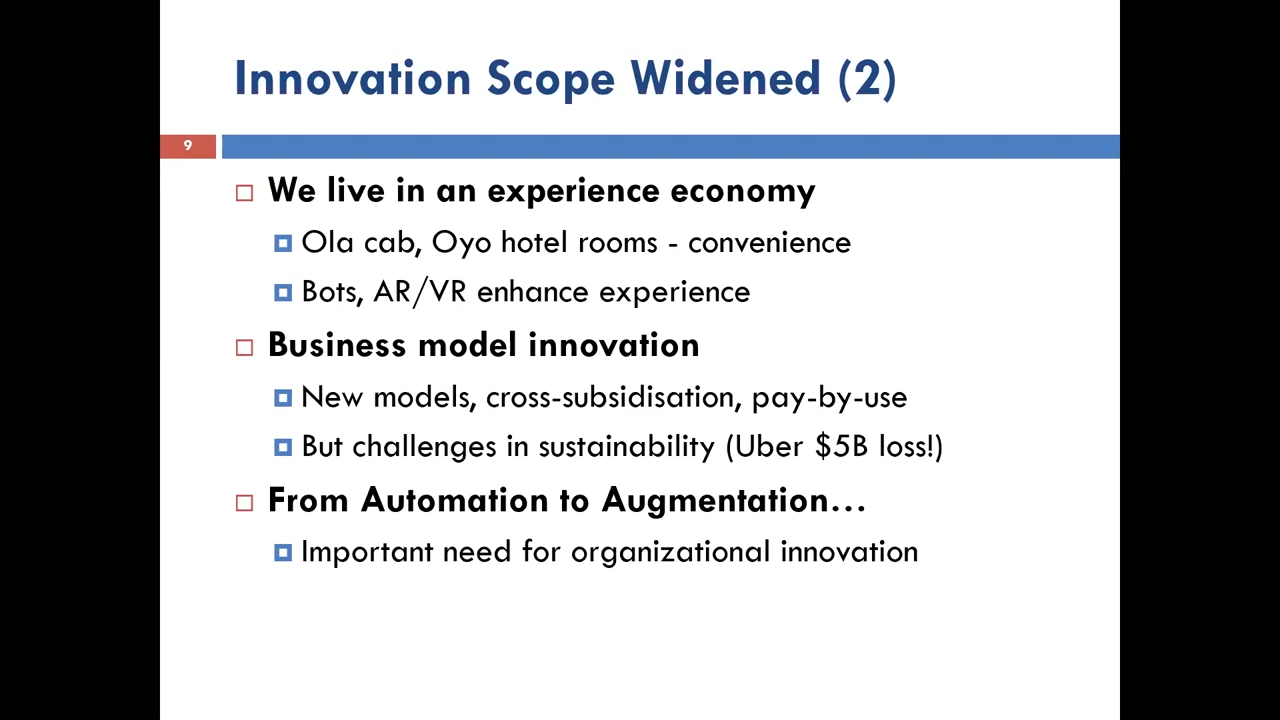 Innovation Scope Widened (2)
9
We live in an experience economy
Ola cab, Oyo hotel rooms - convenience
Bots, AR/VR enhance experience
Business model innovation
New models, cross-subsidisation, pay-by-use
But challenges in sustainability (Uber $5B loss!)
From Automation to Augmentation...
Important need for organizational innovation